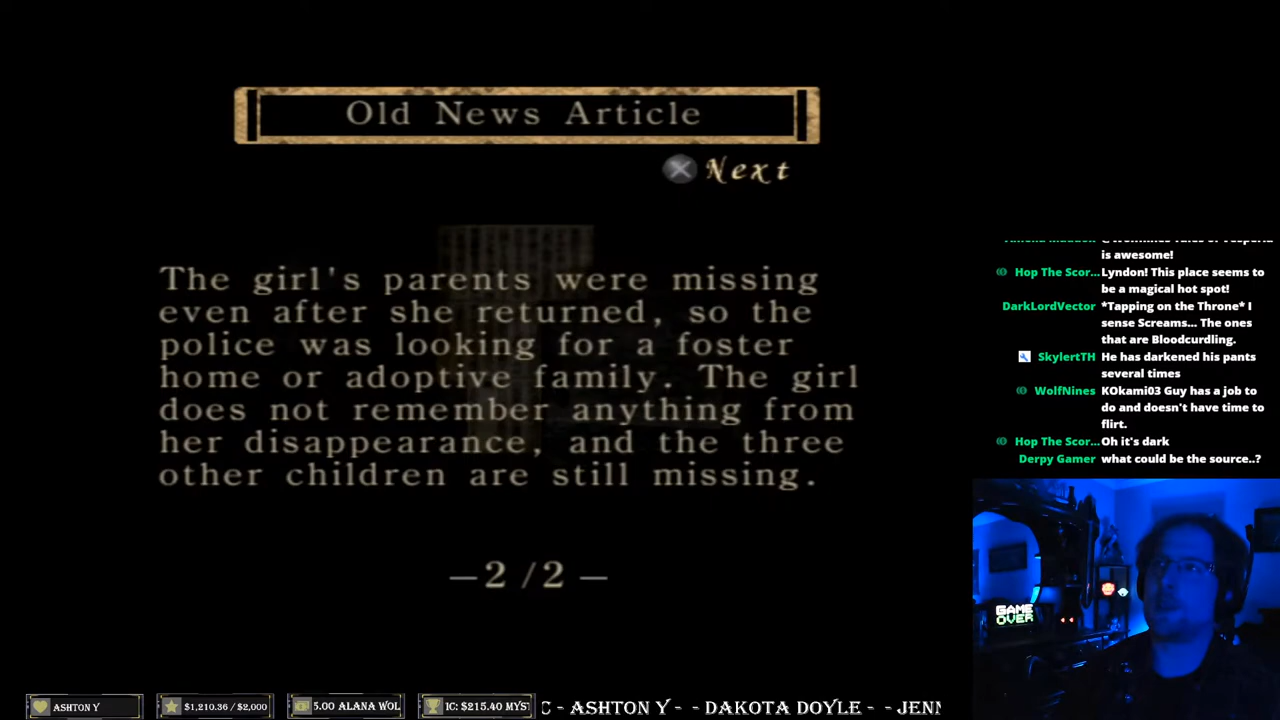 Old News Article
Next
The girl's parents were missing
even after she returned, so the
police was looking for a foster
home or adoptive family. The girl
does not remember anything from
her disappearance, and the three
other children are still missing.
—2 /2 —
is awesome!
Hop The Scor... Lyndon! This place seems to
be a magical hot spot!
DarkLordVector *Tapping on the Throne* I
sense Screams... The ones
that are Bloodcurdling.
SkylertTH He has darkened his pants
several times
WolfNines KOkami03 Guy has a job to
do and doesn't have time to
flirt.
Hop The Scor... Oh it's dark
Derpy Gamer what could be the source..?
GAME
OVER
ASHTON Y
$1,210.36 / $2,000
5.00 ALANA WOL
1C: $215.40 MYST
C - ASHTON Y - - DAKOTA DOYLE - - JENN